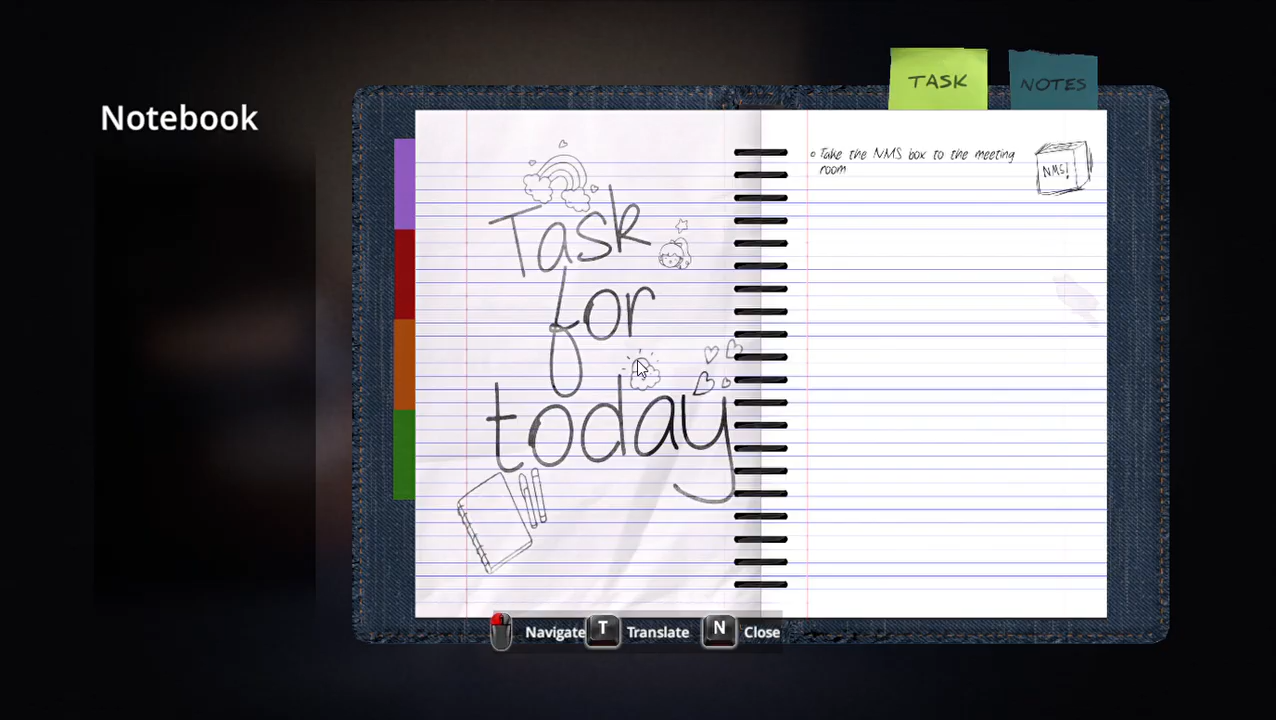 TASK
NOTES
Notebook
Task
for
today
Take the NMS box to the meeting
room
NMS!
T
N
Navigate
Translate
Close